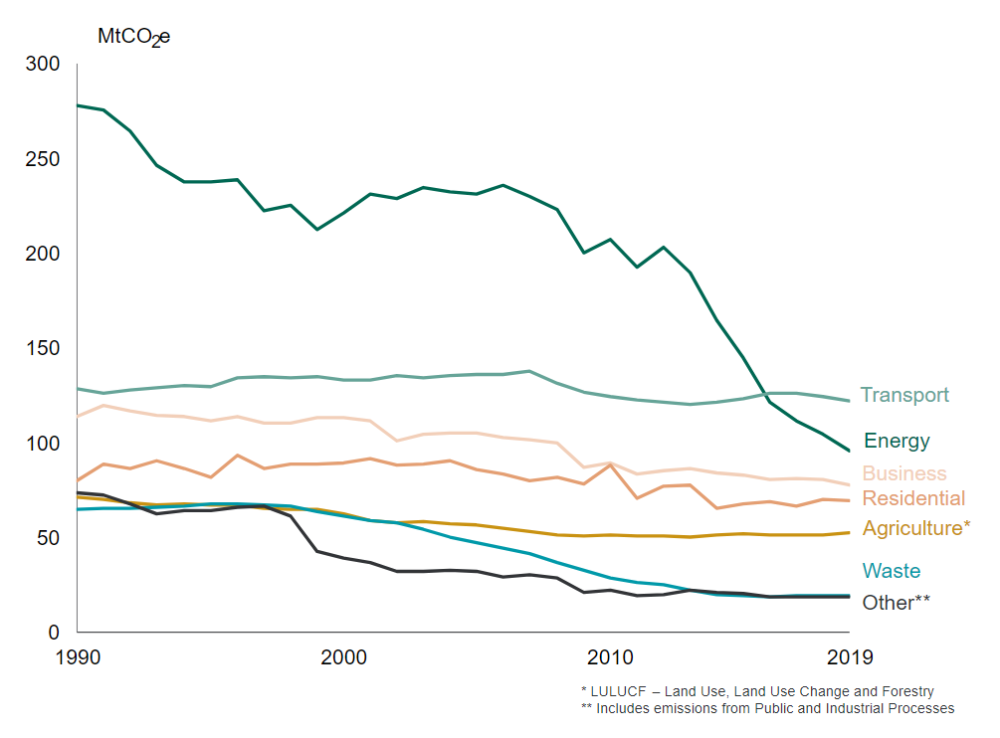 MtCO2e
300
250
200
150
100
50
0
1990 2000 2010 2019
Transport
Energy
Business
Residential
Agriculture*
Waste
Other**
* LULUCF – Land Use, Land Use Change and Forestry
** Includes emissions from Public and Industrial Processes